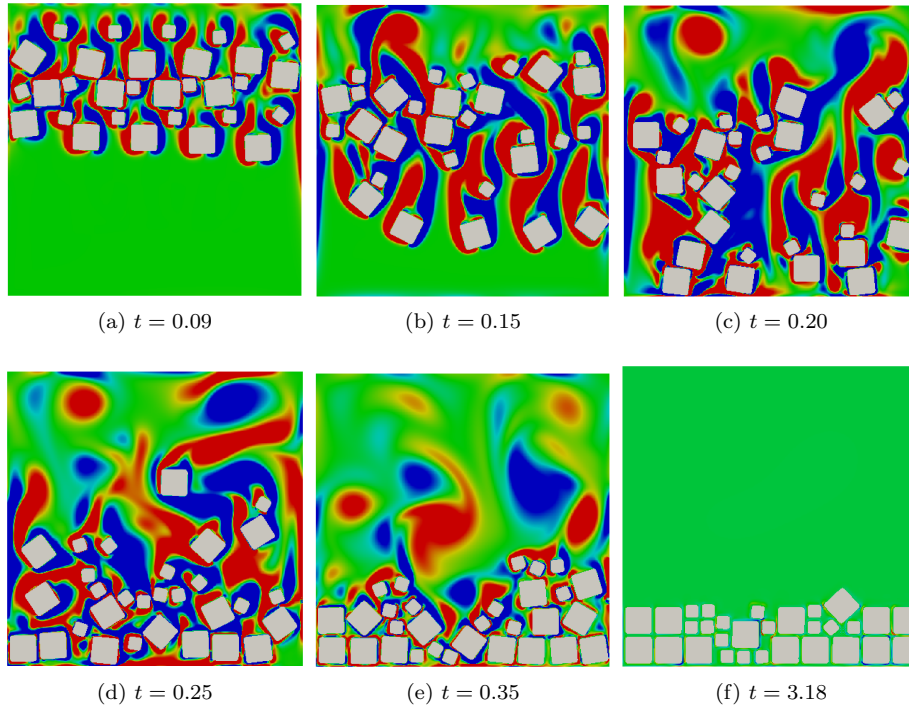 (a) t = 0.09
(b) t = 0.15
(c) t = 0.20
(d) t = 0.25
(e) t = 0.35
(f) t = 3.18